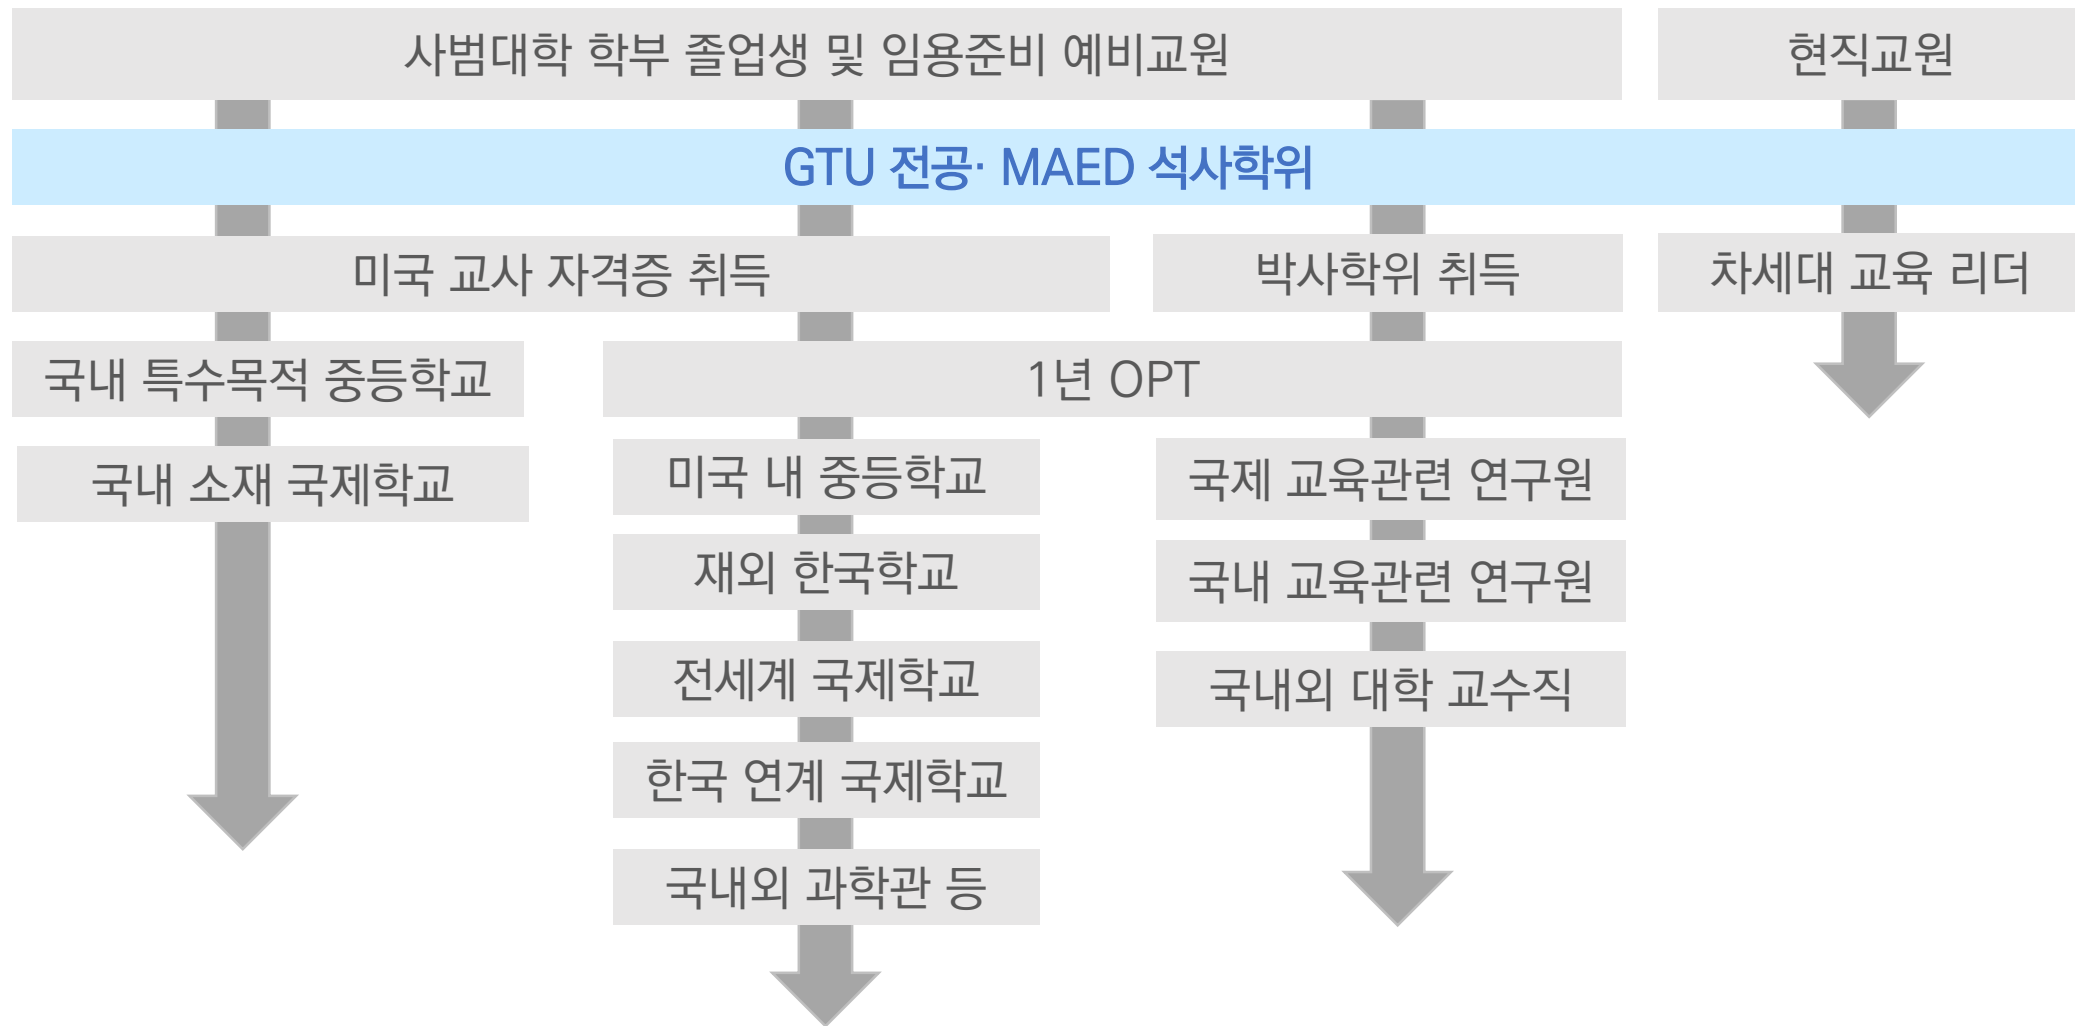 사범대학 학부 졸업생 및 임용준비 예비교원
현직교원
GTU 전공· MAED 석사학위
미국 교사 자격증 취득
박사학위 취득
차세대 교육 리더
국내 특수목적 중등학교
1년 OPT
국내 소재 국제학교
미국 내 중등학교
국제 교육관련 연구원
재외 한국학교
국내 교육관련 연구원
전세계 국제학교
국내외 대학 교수직
한국 연계 국제학교
국내외 과학관 등